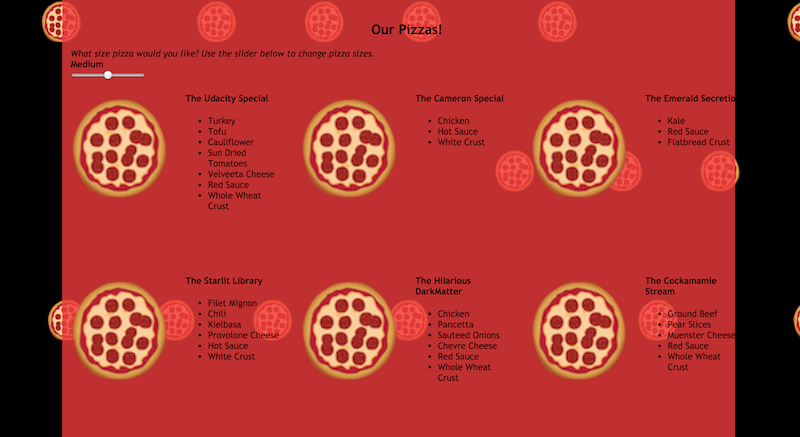 Our Pizzas!
What size pizza would you like? Use the slider below to change pizza sizes.
Medium
The Udacity Special
Turkey
Tofu
Cauliflower
Sun Dried
Tomatoes
Velveeta Cheese
Red Sauce
Whole Wheat
Crust
The Cameron Special
Chicken
Hot Sauce
White Crust
The Emerald Secretio
Kale
Red Sauce
Flatbread Crust
The Starlit Library
Filet Mignon
Chili
Kielbasa
Provolone Cheese
Hot Sauce
White Crust
The Hilarious
DarkMatter
Chicken
Pancetta
Sauteed Onions
Chevre Cheese
Red Sauce
Whole Wheat
Crust
The Cockamamie
Stream
Ground Beef
Pear Slices
Muenster Cheese
Red Sauce
Whole Wheat
Crust